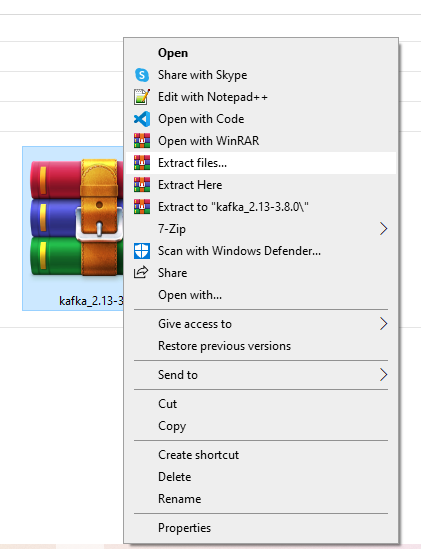 Open
Share with Skype
Edit with Notepad++
Open with Code
Open with WinRAR
Extract files...
Extract Here
Extract to "kafka_2.13-3.8.0\"
7-Zip
Scan with Windows Defender...
Share
Open with...
kafka_2.13-3
Give access to
Restore previous versions
Send to
Cut
Copy
Create shortcut
Delete
Rename
Properties